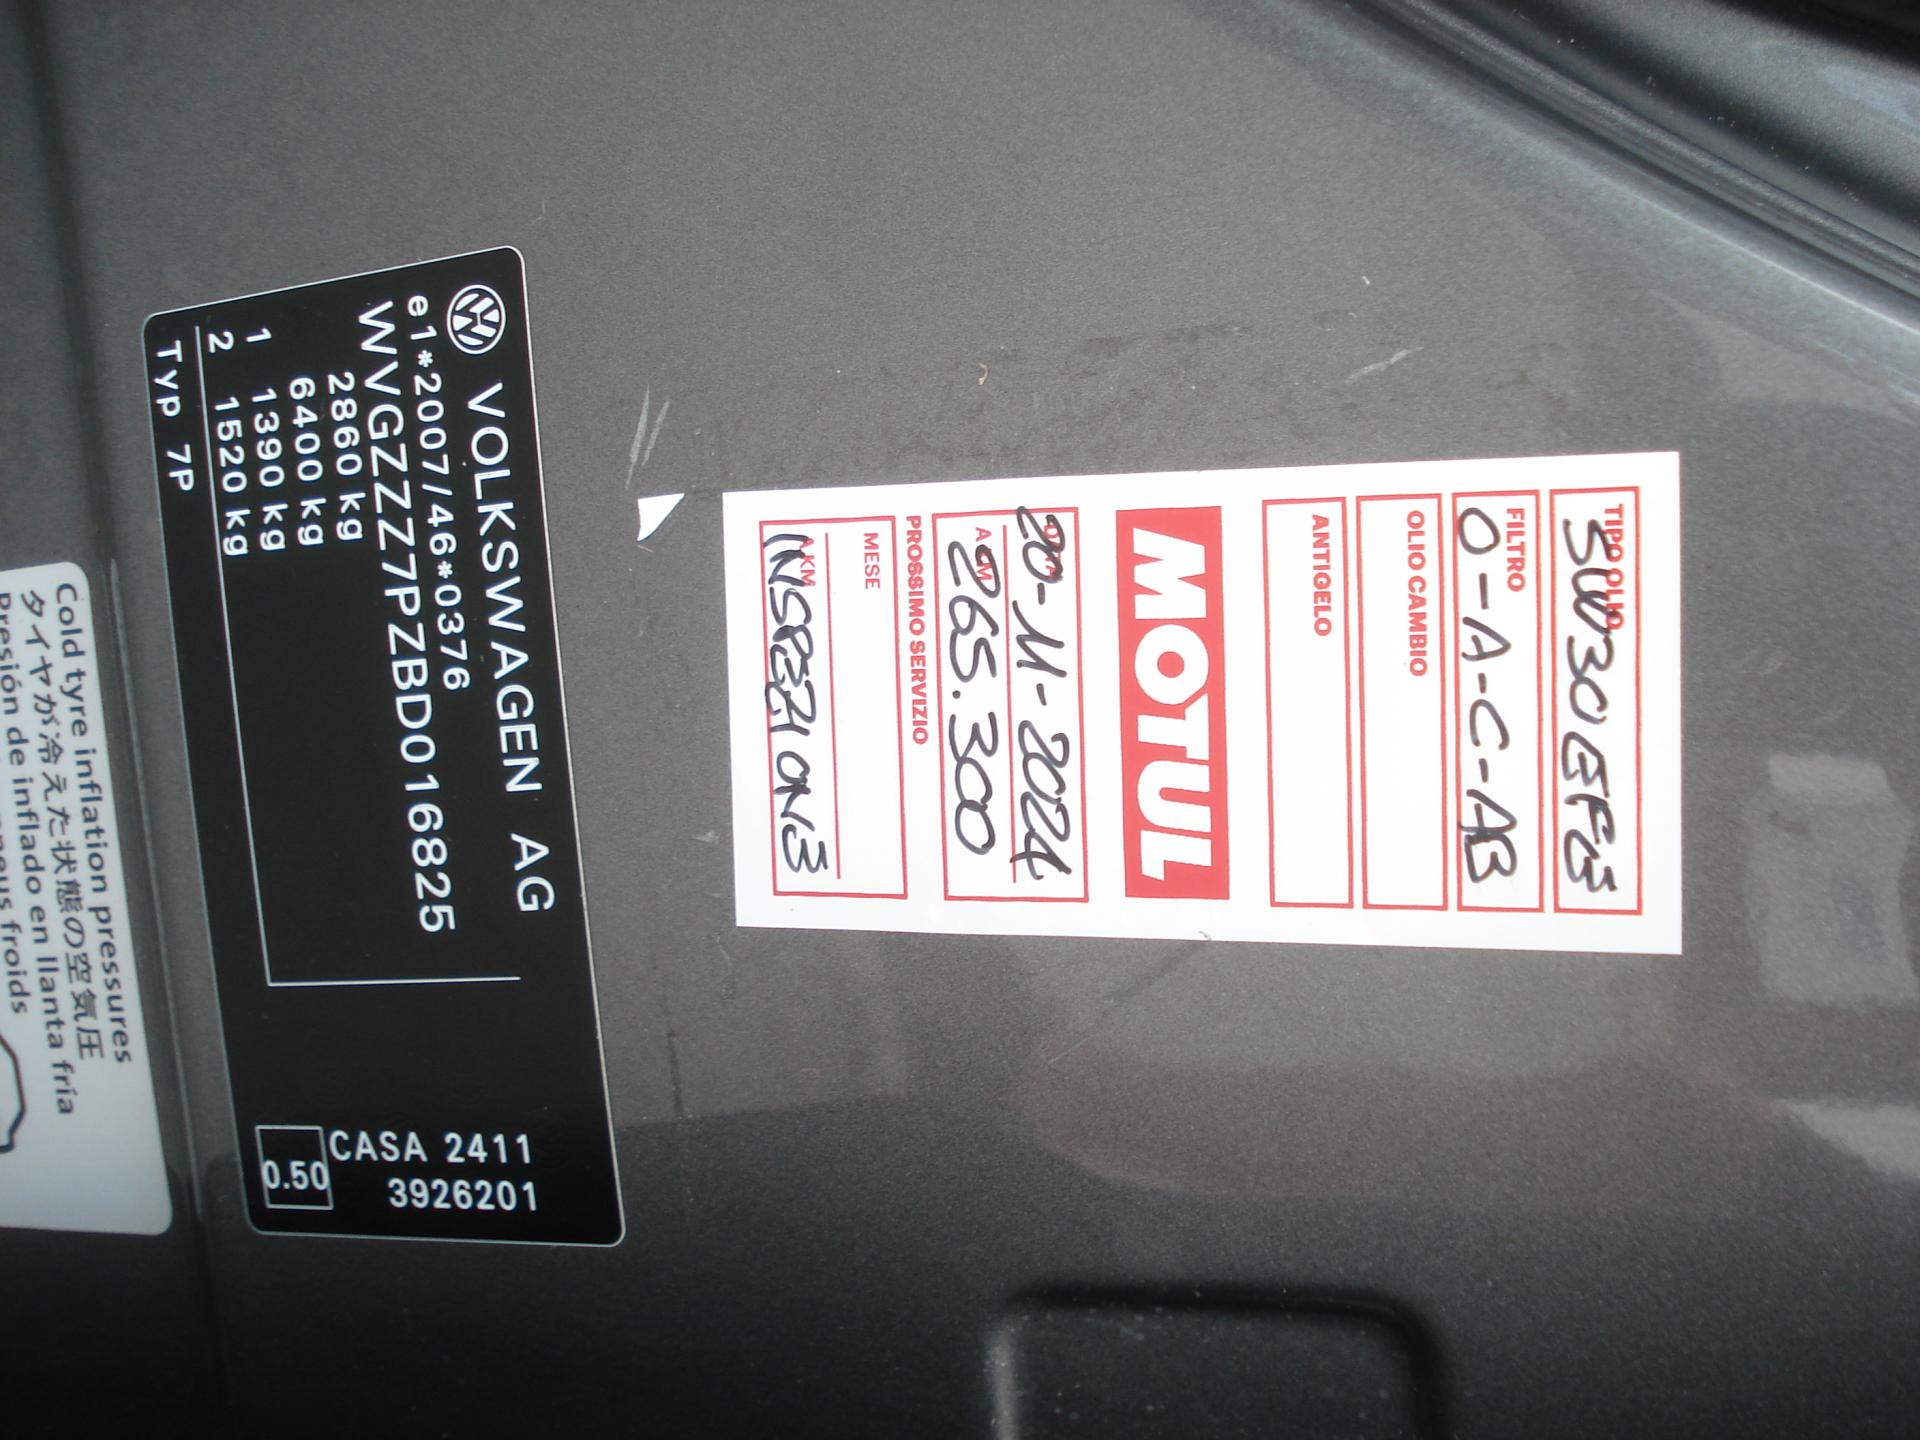 TIPO OLIO
5W30 EFE
FILTRO
O-A-C-AB
OLIO CAMBIO
ANTIGELO
MOTUL
DATA
20-11-2024
A KM
265.300
PROSSIMO SERVIZIO
MESE
A KM
INSPEZIONE
VOLKSWAGEN AG
e1*2007/46*0376
WVGZZZ7PZBD016825
2860 kg
6400 kg
1 1390 kg
2 1520 kg
Typ 7P
CASA 2411
3926201
0.50
Cold tyre inflation pressures
タイヤが冷えた状態の空気圧
Presión de inflado en llanta fría
froids